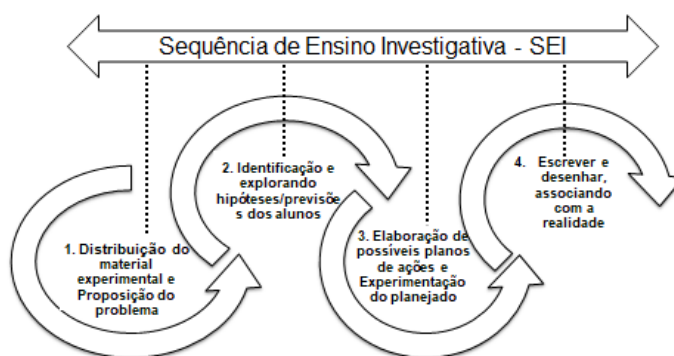 Sequência de Ensino Investigativa - SEI
1. Distribuição do
material
experimental e
Proposição do
problema
2. Identificação e
explorando
hipóteses/previsõe
s dos alunos
3. Elaboração de
possíveis planos
de ações e
Experimentação
do planejado
4. Escrever e
desenhar,
associando
com a
realidade